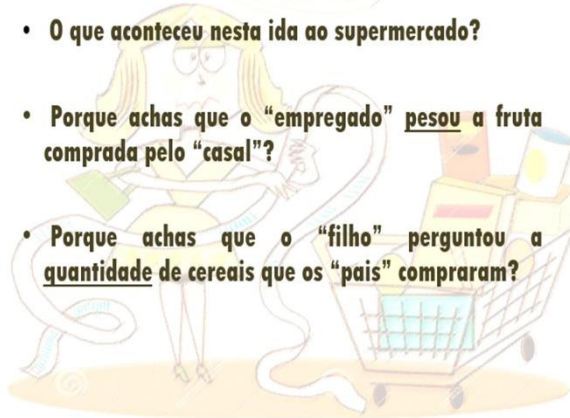 • O que aconteceu nesta ida ao supermercado?
• Porque achas que o “empregado” pesou a fruta
comprada pelo “casal”?
• Porque achas que o “filho” perguntou a
quantidade de cereais que os “pais” compraram?